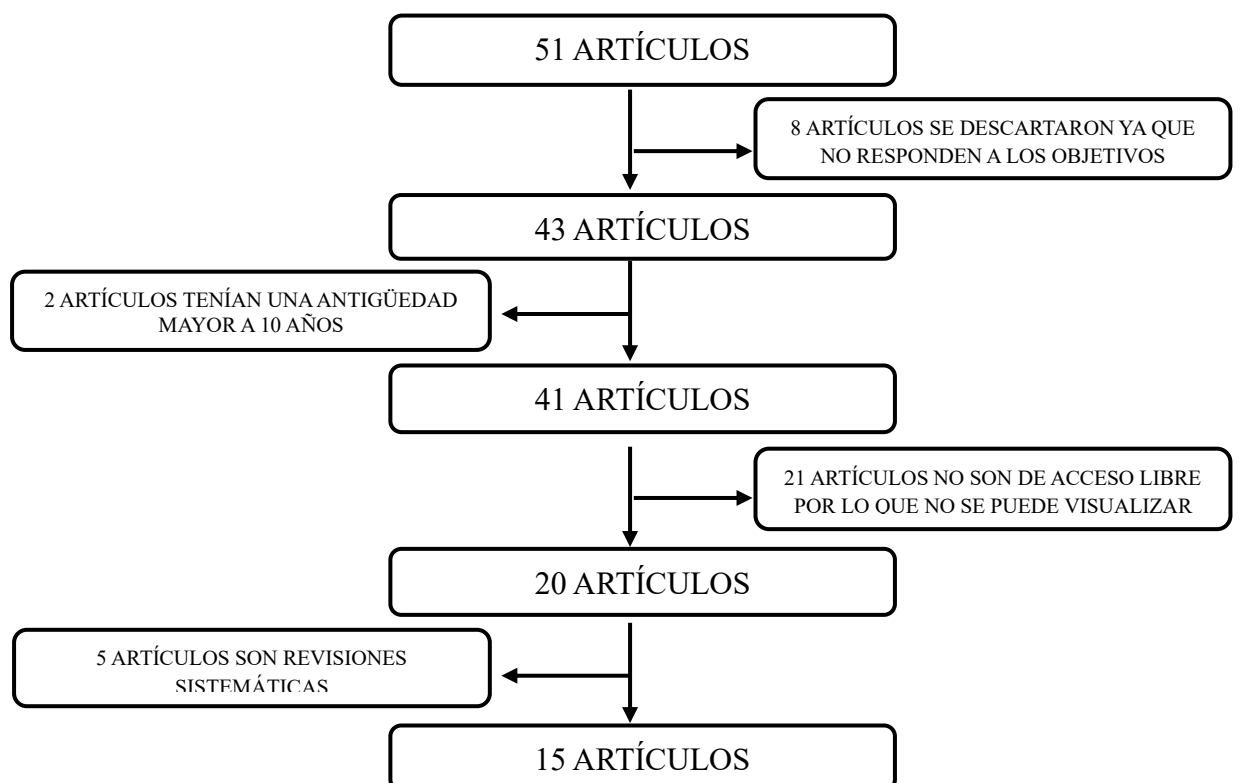 51 ARTÍCULOS
8 ARTÍCULOS SE DESCARTARON YA QUE
NO RESPONDEN A LOS OBJETIVOS
43 ARTÍCULOS
2 ARTÍCULOS TENÍAN UNA ANTIGÜEDAD
MAYOR A 10 AÑOS
41 ARTÍCULOS
21 ARTÍCULOS NO SON DE ACCESO LIBRE
POR LO QUE NO SE PUEDE VISUALIZAR
20 ARTÍCULOS
5 ARTÍCULOS SON REVISIONES
SISTEMÁTICAS
15 ARTÍCULOS